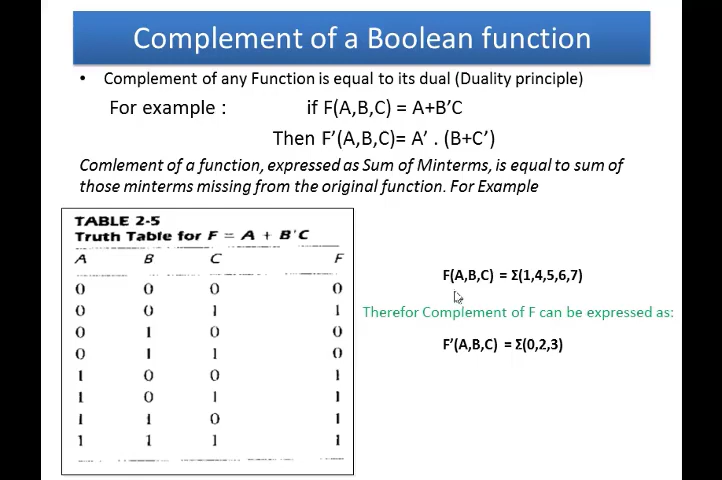 Complement of a Boolean function
• Complement of any Function is equal to its dual (Duality principle)
For example : if F(A,B,C) = A+B’C
Then F’(A,B,C)= A’ . (B+C’)
Comlement of a function, expressed as Sum of Minterms, is equal to sum of
those minterms missing from the original function. For Example
TABLE 2-5
Truth Table for F = A + B'C
A B C F
0 0 0 0
0 0 1 1
0 1 0 0
0 1 1 0
1 0 0 1
1 0 1 1
1 1 0 1
1 1 1 1
F(A,B,C) = Σ(1,4,5,6,7)
Therefor Complement of F can be expressed as:
F’(A,B,C) = Σ(0,2,3)